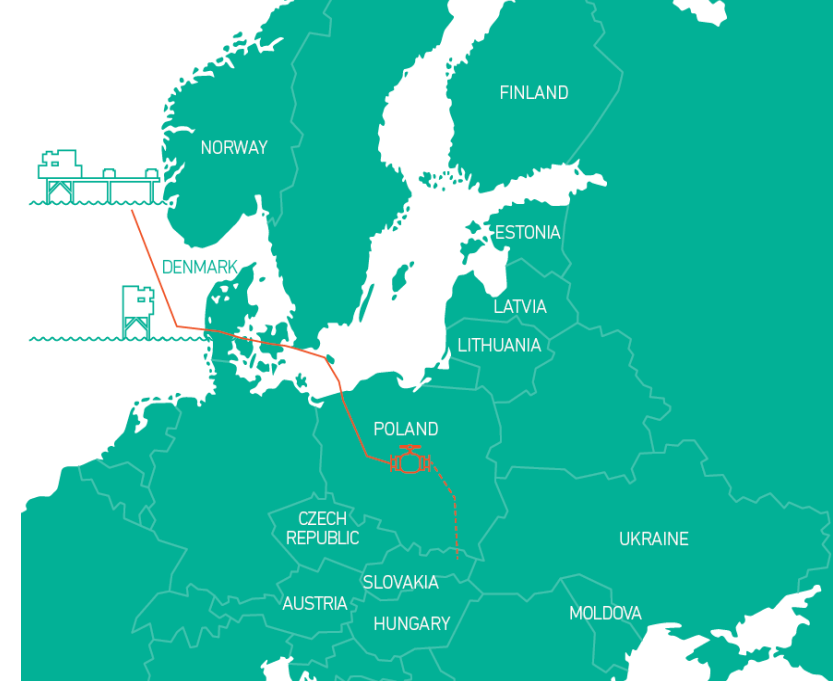 FINLAND
NORWAY
ESTONIA
DENMARK
LATVIA
LITHUANIA
POLAND
CZECH
REPUBLIC
UKRAINE
SLOVAKIA
AUSTRIA
MOLDOVA
HUNGARY